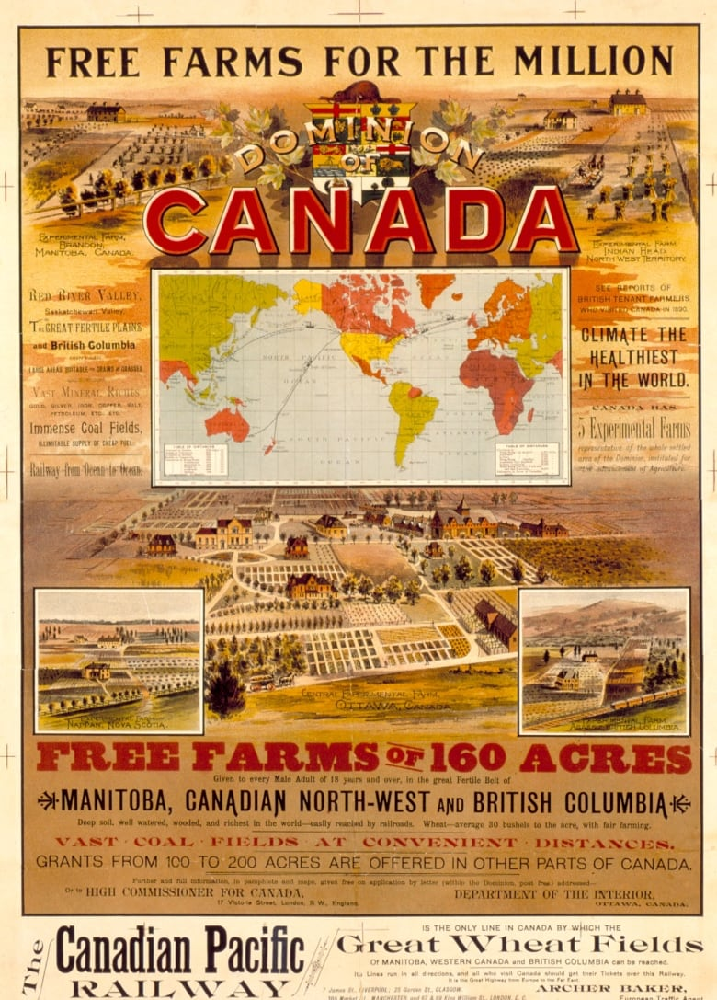 FREE FARMS FOR THE MILLION
DOMINION
OF
CANADA
EXPERIMENTAL FARM,
BRANDON,
MANITOBA, CANADA.
EXPERIMENTAL FARM,
INDIAN HEAD,
NORTH WEST TERRITORY.
RED RIVER VALLEY,
Saskatchewan Valley,
The GREAT FERTILE PLAINS
and British Columbia
LARGE AREAS SUITABLE FOR GRAINS & GRASSES.
VAST MINERAL RICHES
GOLD, SILVER, IRON, COPPER, SALT,
PETROLEUM, ETC. ETC.
Immense Coal Fields,
ILLIMITABLE SUPPLY OF CHEAP FUEL.
Railway from Ocean to Ocean.
SEE REPORTS OF
BRITISH TENANT FARMERS
WHO VISITED CANADA IN 1890.
CLIMATE THE
HEALTHIEST
IN THE WORLD.
CANADA HAS
5 Experimental Farms
representative of the whole settled
area of the Dominion, instituted for
the advancement of Agriculture.
NORTH PACIFIC
OCEAN
SOUTH PACIFIC
OCEAN
TABLE OF DISTANCES
TABLE OF DISTANCES
EXPERIMENTAL FARM
NAPPAN, NOVA SCOTIA.
CENTRAL EXPERIMENTAL FARM,
OTTAWA, CANADA.
EXPERIMENTAL FARM
AGASSIZ BRITISH COLUMBIA
FREE FARMS OF 160 ACRES
Given to every Male Adult of 18 years and over, in the great Fertile Belt of
MANITOBA, CANADIAN NORTH-WEST AND BRITISH COLUMBIA
Deep soil, well watered, wooded, and richest in the world—easily reached by railroads. Wheat—average 30 bushels to the acre, with fair farming.
VAST · COAL · FIELDS · AT · CONVENIENT · DISTANCES.
GRANTS FROM 100 TO 200 ACRES ARE OFFERED IN OTHER PARTS OF CANADA.
Further and full information, in pamphlets and maps, given free on application by letter (within the Dominion, post free) addressed—
Or to HIGH COMMISSIONER FOR CANADA,
17 Victoria Street, London, S.W., England.
DEPARTMENT OF THE INTERIOR,
OTTAWA, CANADA.
The Canadian Pacific
RAILWAY
IS THE ONLY LINE IN CANADA BY WHICH THE
Great Wheat Fields
Of MANITOBA, WESTERN CANADA and BRITISH COLUMBIA can be reached.
Its Lines run in all directions, and all who visit Canada should get their Tickets over this Railway.
It is the Great Highway from Europe to the Far East.
7 James St., LIVERPOOL, 25 Gordon St., GLASGOW
MANCHESTER and 67 & 68 King William St., LONDON, E.C.
ARCHER BAKER,
European Traffic Agent